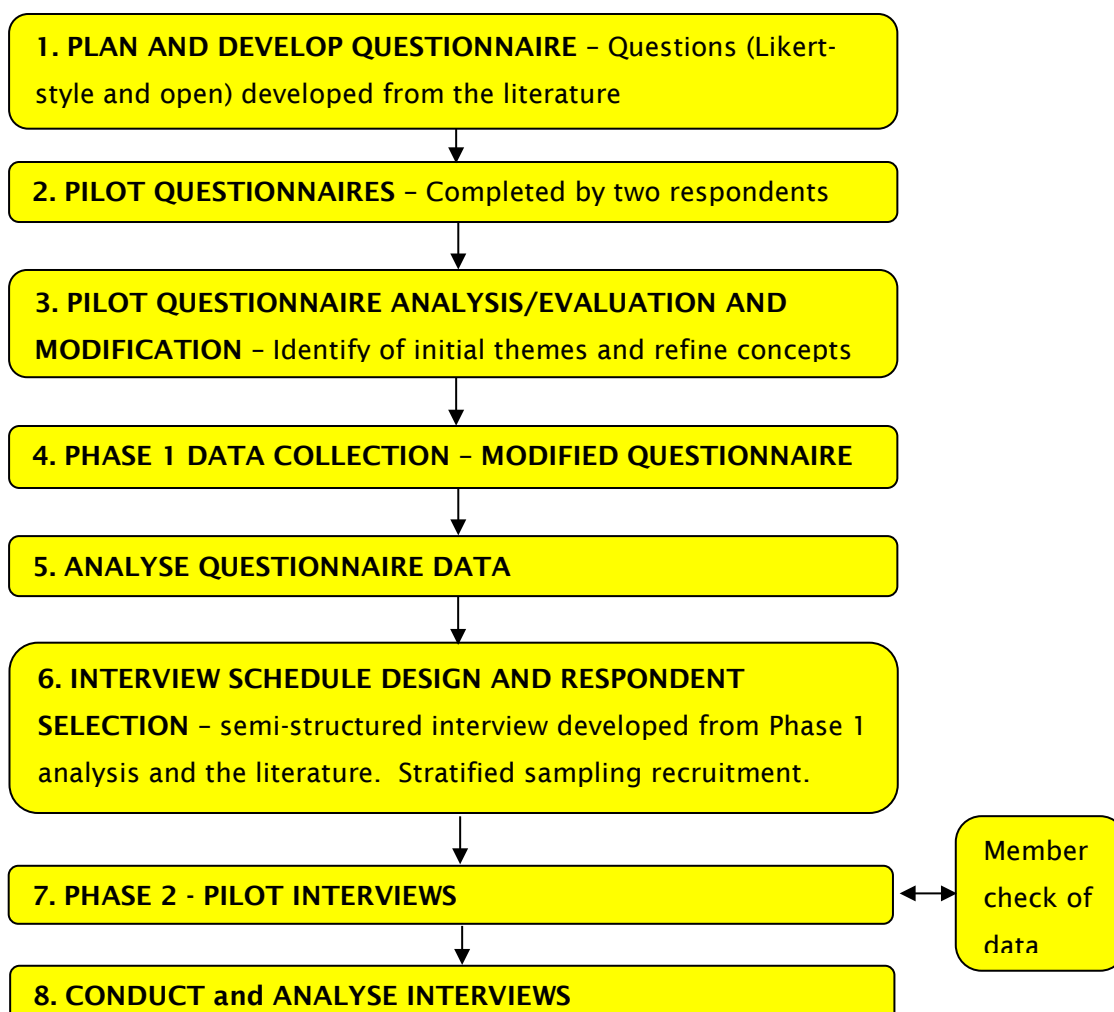 1. PLAN AND DEVELOP QUESTIONNAIRE – Questions (Likert-
style and open) developed from the literature
2. PILOT QUESTIONNAIRES – Completed by two respondents
3. PILOT QUESTIONNAIRE ANALYSIS/EVALUATION AND
MODIFICATION – Identify of initial themes and refine concepts
4. PHASE 1 DATA COLLECTION – MODIFIED QUESTIONNAIRE
5. ANALYSE QUESTIONNAIRE DATA
6. INTERVIEW SCHEDULE DESIGN AND RESPONDENT
SELECTION – semi-structured interview developed from Phase 1
analysis and the literature.  Stratified sampling recruitment.
7. PHASE 2 - PILOT INTERVIEWS
Member
check of
data
8. CONDUCT and ANALYSE INTERVIEWS